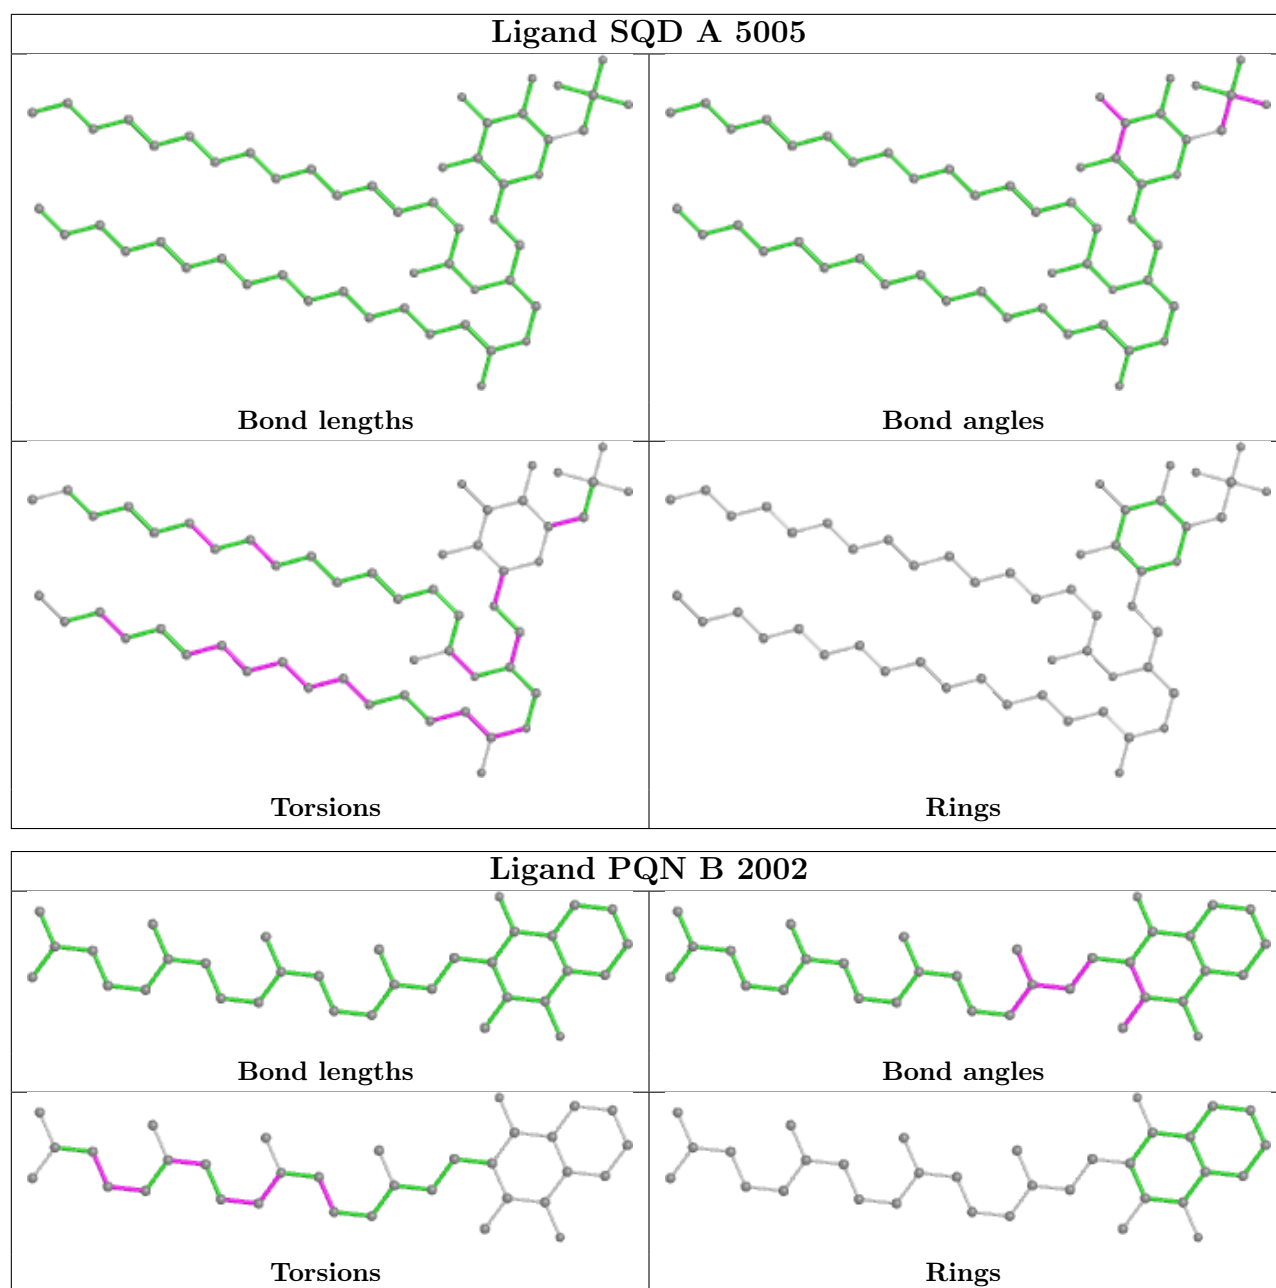 Ligand SQD A 5005
Bond lengths
Bond angles
Torsions
Rings
Ligand PQN B 2002
Bond lengths
Bond angles
Torsions
Rings